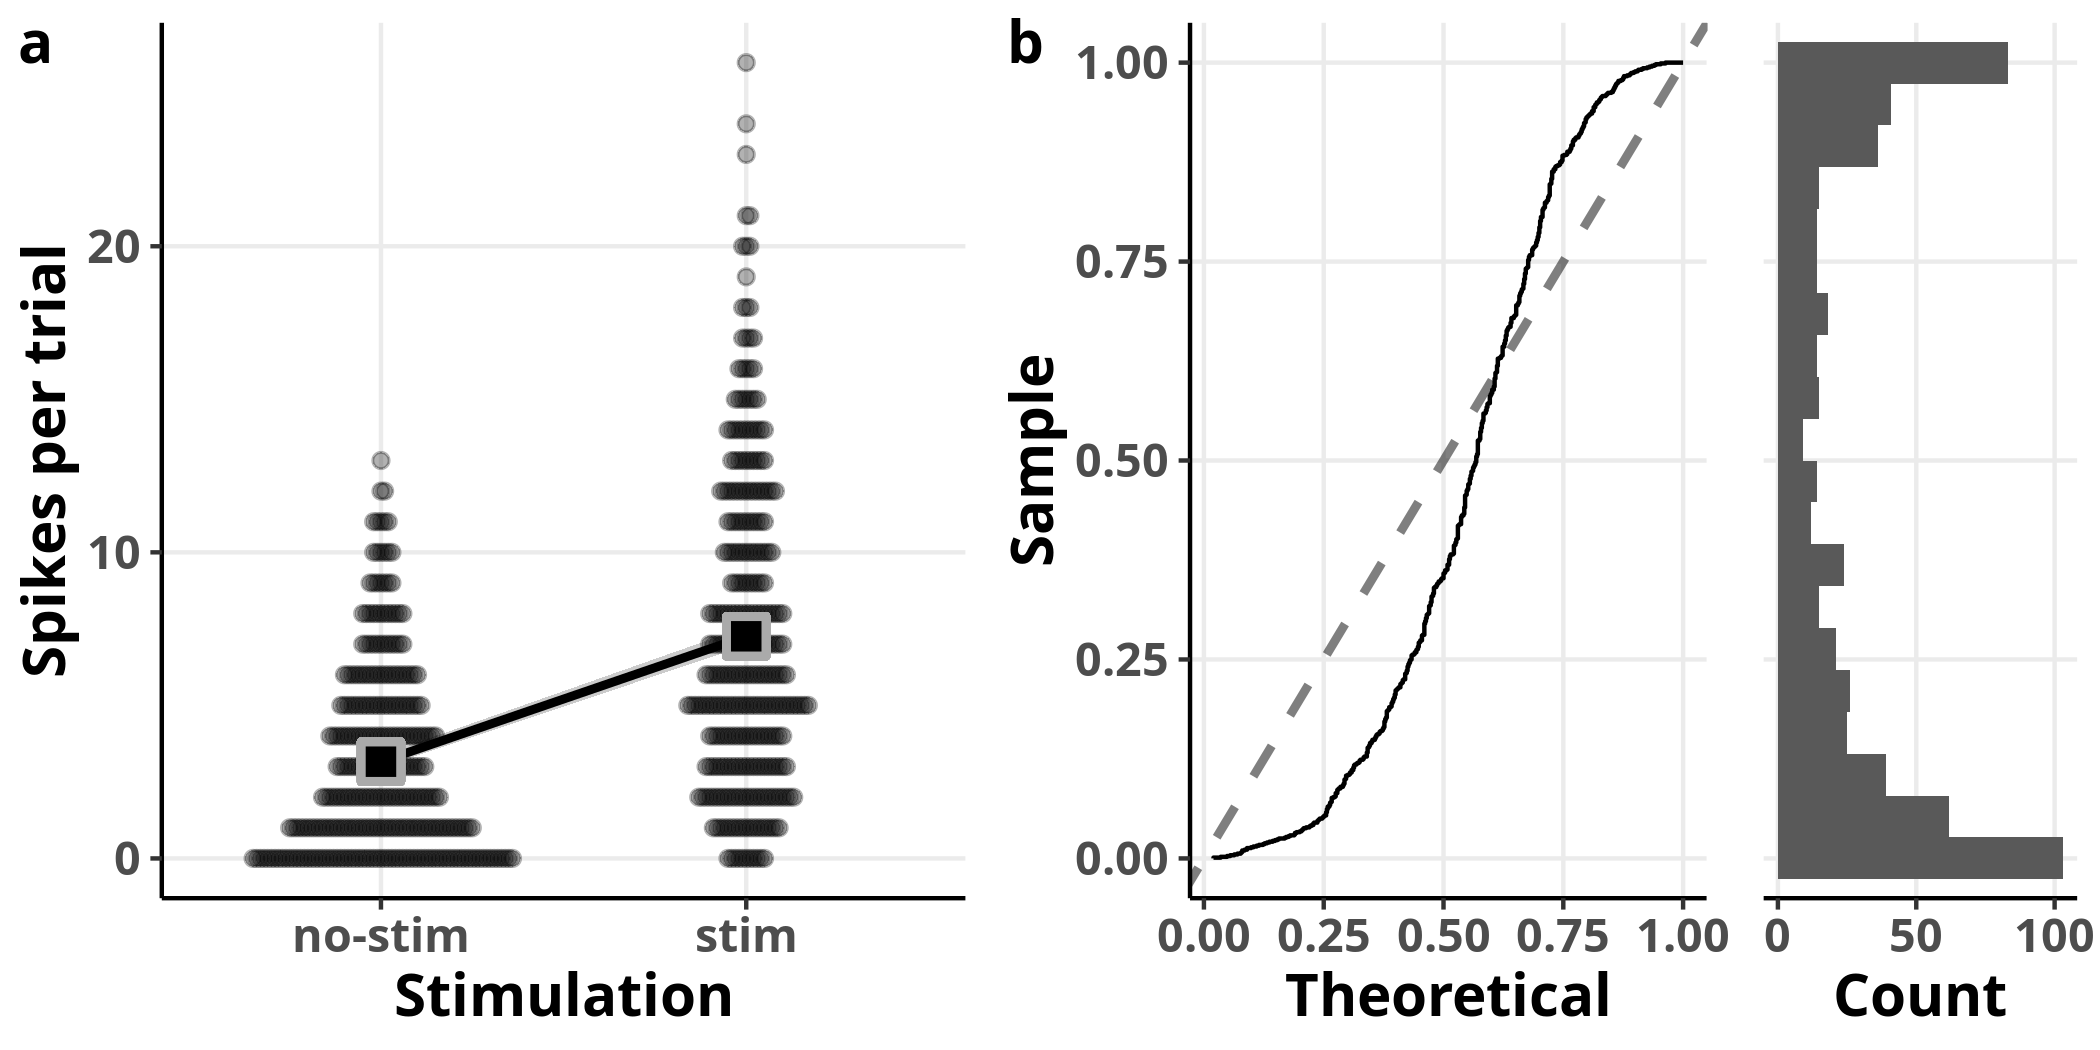 a
Spikes per trial
20
10
0
no-stim
stim
Stimulation
b
Sample
1.00
0.75
0.50
0.25
0.00
0.00 0.25 0.50 0.75 1.00
Theoretical
0 50 100
Count